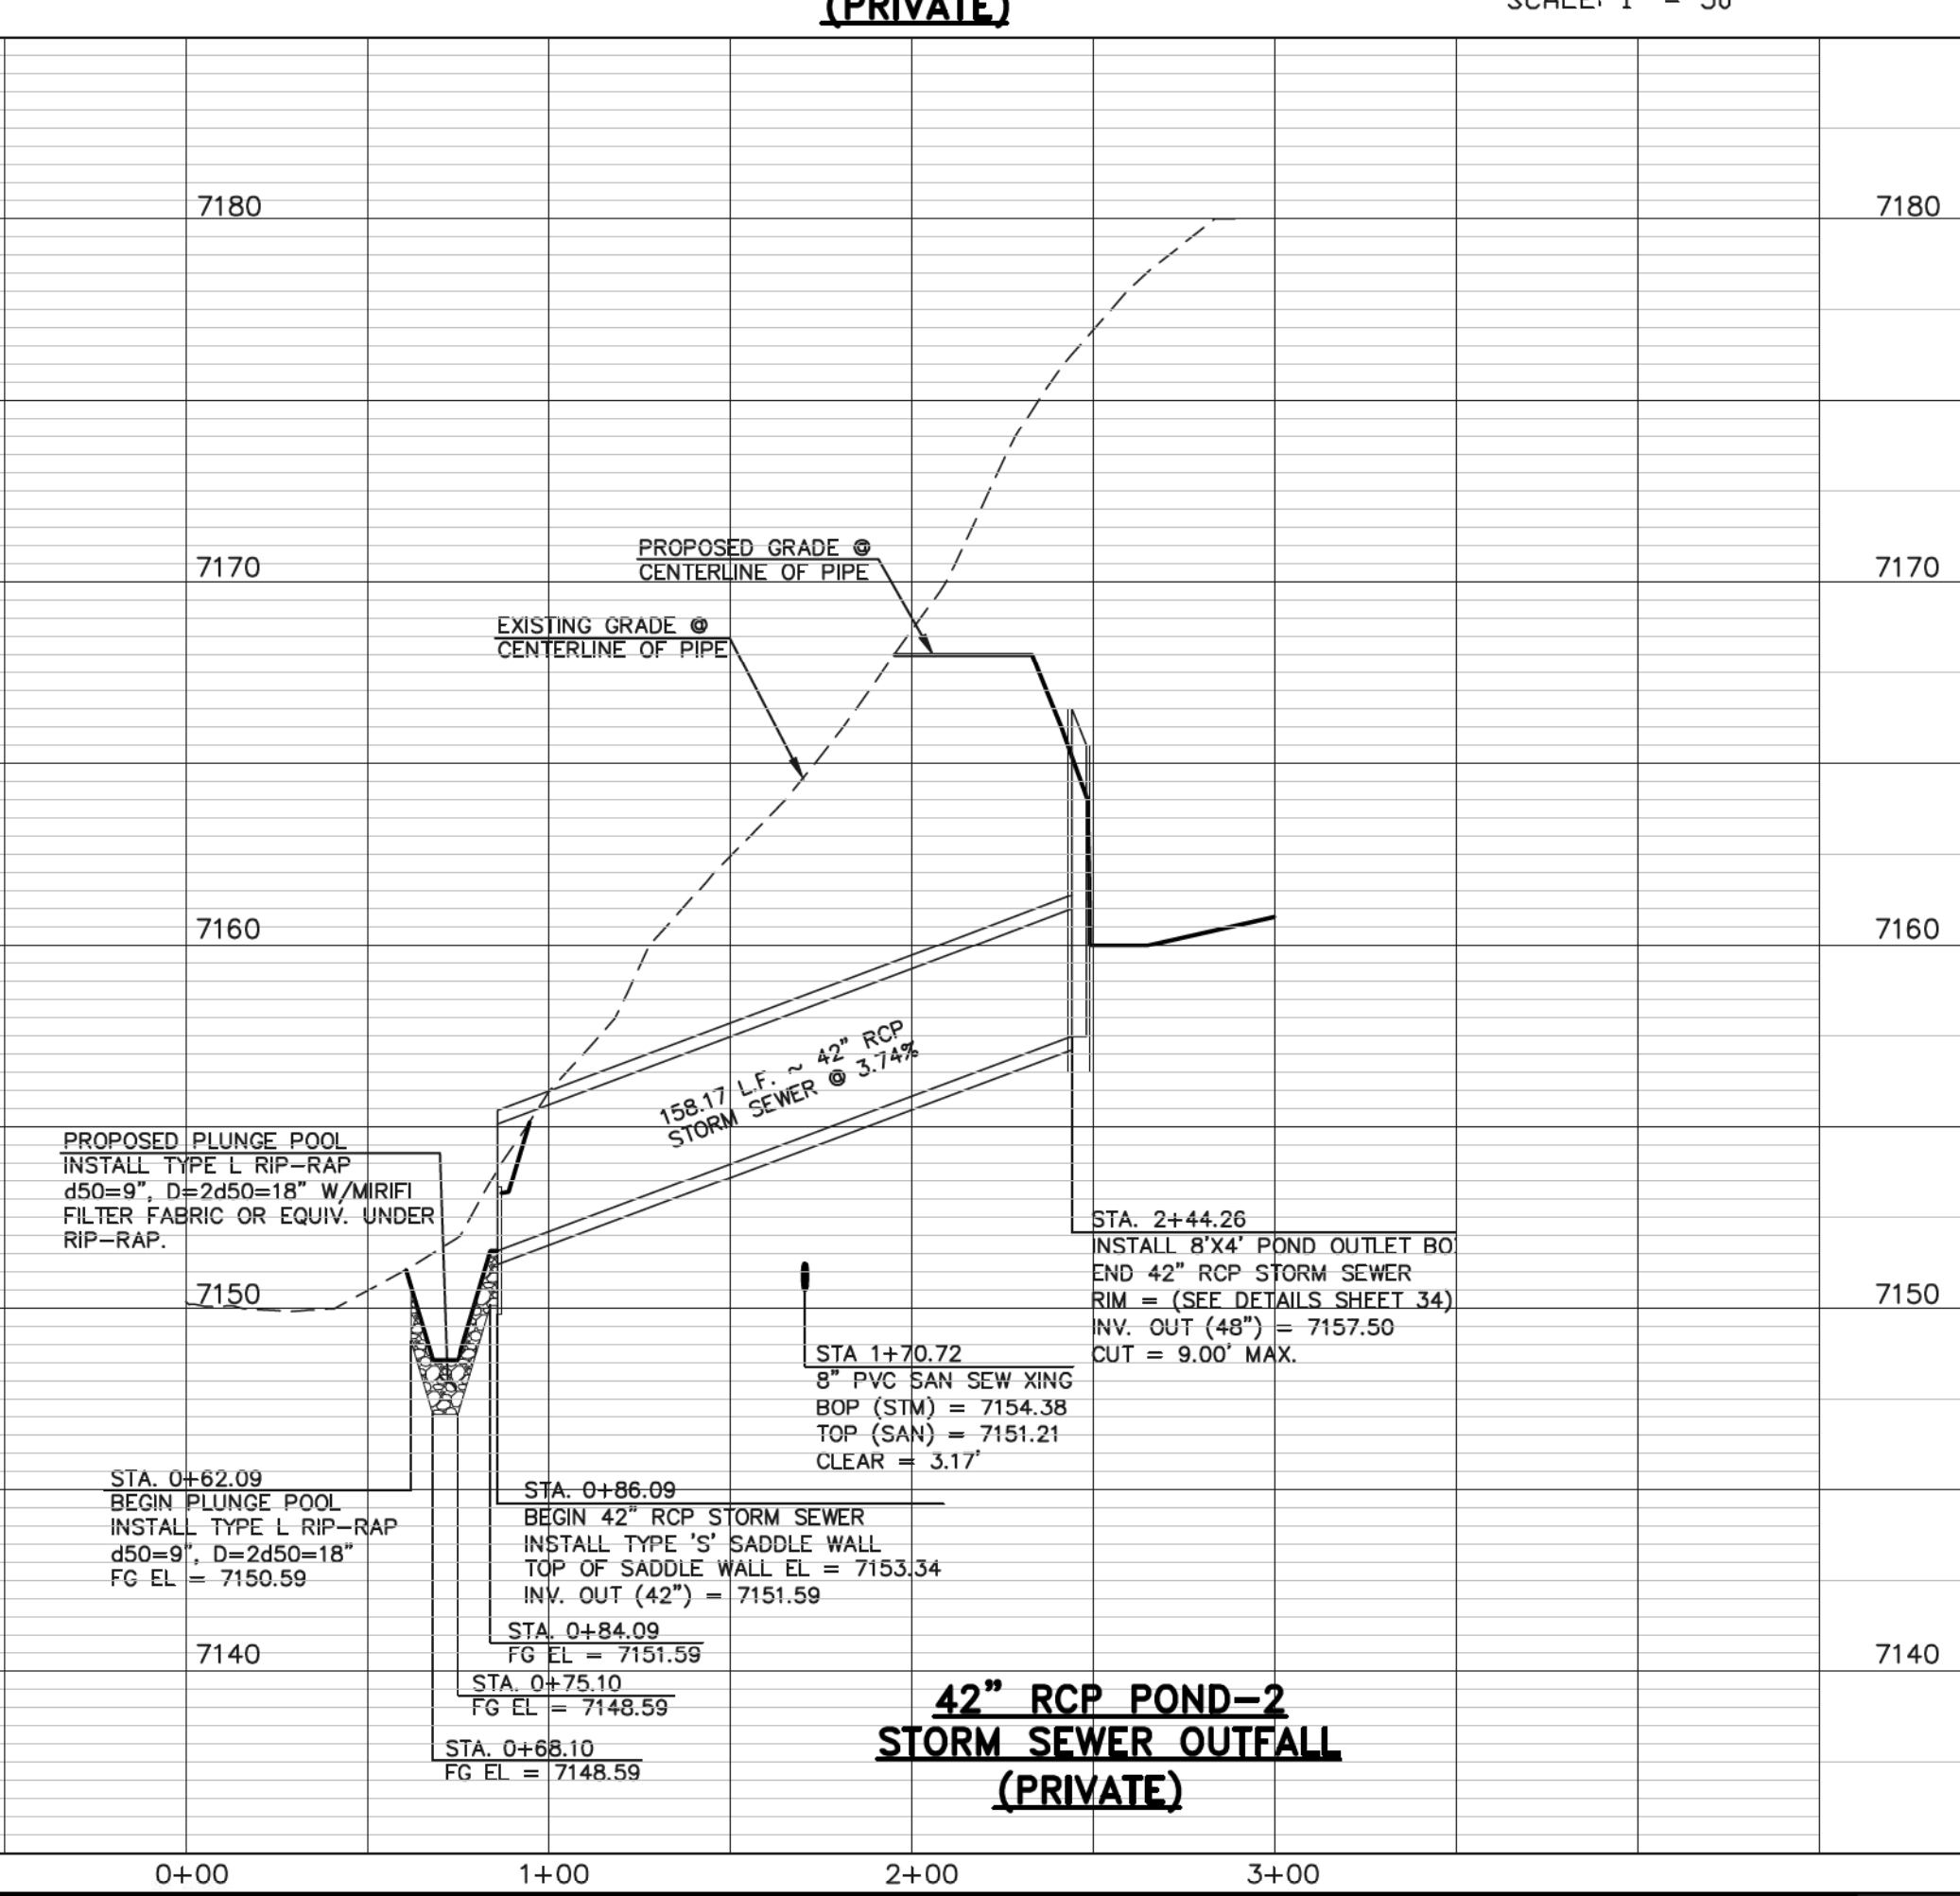 (PRIVATE)
7180
7180
PROPOSED GRADE @
CENTERLINE OF PIPE
7170
7170
EXISTING GRADE @
CENTERLINE OF PIPE
7160
7160
158.17 L.F. ~ 42" RCP
STORM SEWER @ 3.74%
PROPOSED PLUNGE POOL
INSTALL TYPE L RIP-RAP
d50=9", D=2d50=18" W/MIRIFI
FILTER FABRIC OR EQUIV. UNDER
RIP-RAP.
7150
7150
STA. 2+44.26
INSTALL 8'X4' POND OUTLET
END 42" RCP STORM SEWER
RIM = (SEE DETAILS SHEET 34)
INV. OUT (48") = 7157.50
CUT = 9.00' MAX.
STA 1+70.72
8" PVC SAN SEW XING
BOP (STM) = 7154.38
TOP (SAN) = 7151.21
CLEAR = 3.17'
STA. 0+62.09
BEGIN PLUNGE POOL
INSTALL TYPE L RIP-RAP
d50=9", D=2d50=18"
FG EL = 7150.59
STA. 0+86.09
BEGIN 42" RCP STORM SEWER
INSTALL TYPE 'S' SADDLE WALL
TOP OF SADDLE WALL EL = 7153.34
INV. OUT (42") = 7151.59
STA. 0+84.09
FG EL = 7151.59
7140
7140
STA. 0+75.10
FG EL = 7148.59
STA. 0+68.10
FG EL = 7148.59
42" RCP POND-2
STORM SEWER OUTFALL
(PRIVATE)
0+00
1+00
2+00
3+00